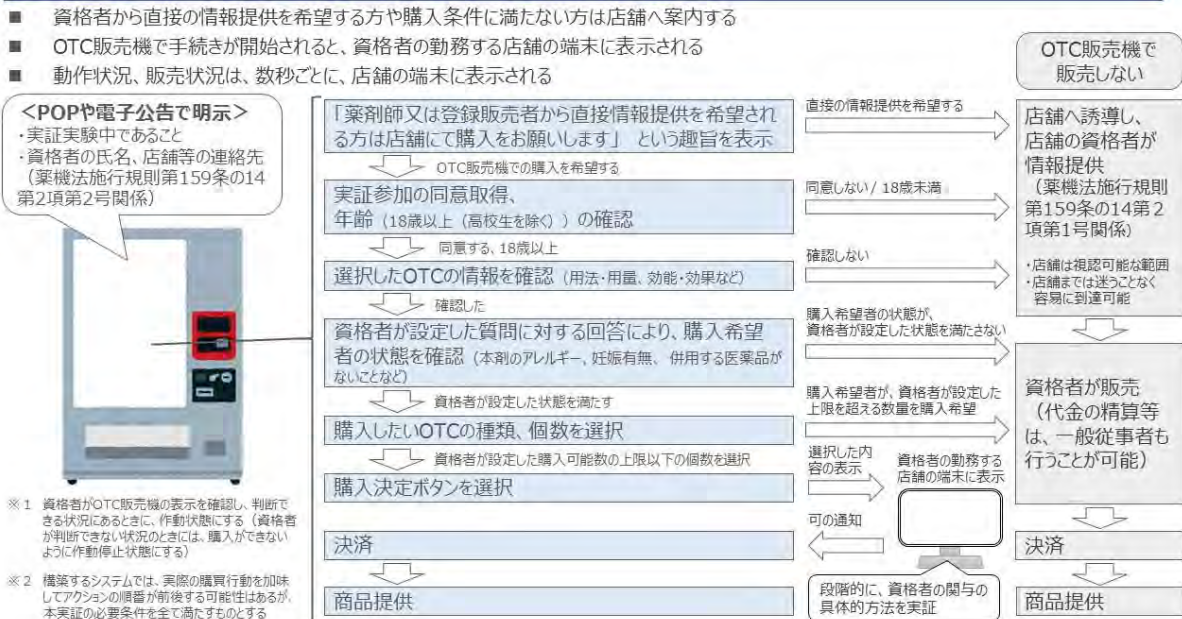 ■ 資格者から直接の情報提供を希望する方や購入条件に満たない方は店舗へ案内する
■ OTC販売機で手続きが開始されると、資格者の勤務する店舗の端末に表示される
■ 動作状況、販売状況は、数秒ごとに、店舗の端末に表示される
OTC販売機で
販売しない
<POPや電子公告で明示>
・実証実験中であること
・資格者の氏名、店舗等の連絡先
(薬機法施行規則第159条の14
第2項第2号関係)
「薬剤師又は登録販売者から直接情報提供を希望され
る方は店舗にて購入をお願いします」 という趣旨を表示
直接の情報提供を希望する
OTC販売機での購入を希望する
実証参加の同意取得、
年齢(18歳以上(高校生を除く))の確認
同意しない/ 18歳未満
同意する、18歳以上
選択したOTCの情報を確認(用法・用量、効能・効果など)
確認しない
確認した
資格者が設定した質問に対する回答により、購入希望
者の状態を確認(本剤のアレルギー, 妊娠有無、併用する医薬品が
ないことなど)
購入希望者の状態が、
資格者が設定した状態を満たさない
資格者が設定した状態を満たす
購入したいOTCの種類、個数を選択
購入希望者が、資格者が設定した
上限を超える数量を購入希望
資格者が設定した購入可能数の上限以下の個数を選択
購入決定ボタンを選択
選択した内
容の表示
資格者の勤務する
店舗の端末に表示
可の通知
決済
商品提供
段階的に、資格者の関与の
具体的方法を実証
店舗へ誘導し、
店舗の資格者が
情報提供
(薬機法施行規則
第159条の14第2
項第1号関係)
・店舗は視認可能な範囲
・店舗までは迷うことなく
容易に到達可能
資格者が販売
(代金の精算等
は、一般従事者も
行うことが可能)
決済
商品提供
※1 資格者がOTC販売機の表示を確認し、判断で
きる状況にあるときに、作動状態にする(資格者
が判断できない状況のときには、購入ができない
ように作動停止状態にする)
※2 構築するシステムでは、実際の購買行動を加味
してアクションの順番が前後する可能性はあるが、
本実証の必要条件を全て満たすものとする